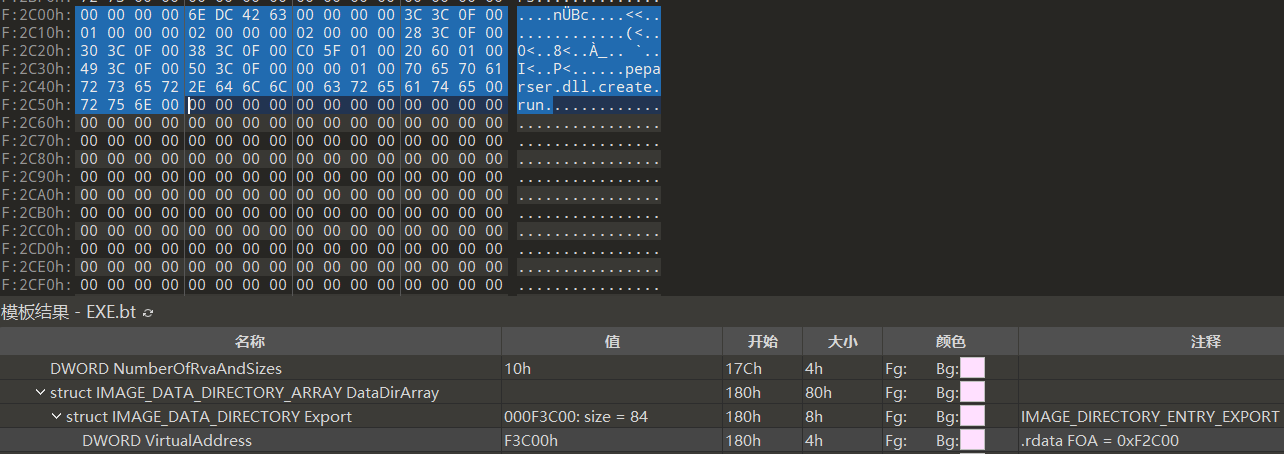 F:2C00h: 00 00 00 00 6E DC 42 63 00 00 00 00 3C 3C 0F 00 ....nÜBc....<<..
F:2C10h: 01 00 00 00 02 00 00 00 02 00 00 00 28 3C 0F 00 ............(<..
F:2C20h: 30 3C 0F 00 38 3C 0F 00 C0 5F 01 00 20 60 01 00 0<..8<..À_.. `..
F:2C30h: 49 3C 0F 00 50 3C 0F 00 00 00 01 00 70 65 70 61 I<..P<......pepa
F:2C40h: 72 73 65 72 2E 64 6C 6C 00 63 72 65 61 74 65 00 rser.dll.create.
F:2C50h: 72 75 6E 00 00 00 00 00 00 00 00 00 00 00 00 00 run.............
F:2C60h: 00 00 00 00 00 00 00 00 00 00 00 00 00 00 00 00 ................
F:2C70h: 00 00 00 00 00 00 00 00 00 00 00 00 00 00 00 00 ................
F:2C80h: 00 00 00 00 00 00 00 00 00 00 00 00 00 00 00 00 ................
F:2C90h: 00 00 00 00 00 00 00 00 00 00 00 00 00 00 00 00 ................
F:2CA0h: 00 00 00 00 00 00 00 00 00 00 00 00 00 00 00 00 ................
F:2CB0h: 00 00 00 00 00 00 00 00 00 00 00 00 00 00 00 00 ................
F:2CC0h: 00 00 00 00 00 00 00 00 00 00 00 00 00 00 00 00 ................
F:2CD0h: 00 00 00 00 00 00 00 00 00 00 00 00 00 00 00 00 ................
F:2CE0h: 00 00 00 00 00 00 00 00 00 00 00 00 00 00 00 00 ................
F:2CF0h: 00 00 00 00 00 00 00 00 00 00 00 00 00 00 00 00 ................
模板结果 - EXE.bt
名称 值 开始 大小 颜色 注释
DWORD NumberOfRvaAndSizes 10h 17Ch 4h Fg: Bg:
struct IMAGE_DATA_DIRECTORY_ARRAY DataDirArray 180h 80h Fg: Bg:
struct IMAGE_DATA_DIRECTORY Export 000F3C00: size = 84 180h 8h Fg: Bg: IMAGE_DIRECTORY_ENTRY_EXPORT
DWORD VirtualAddress F3C00h 180h 4h Fg: Bg: .rdata FOA = 0xF2C00